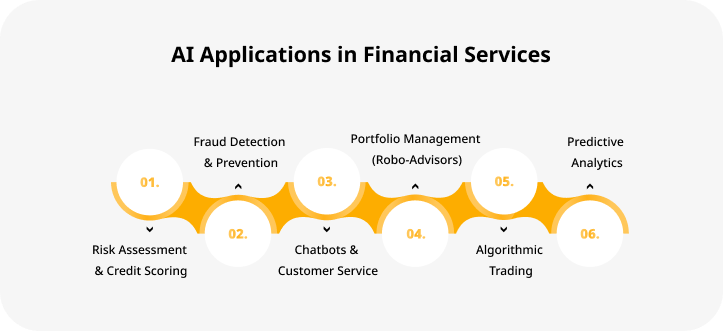 AI Applications in Financial Services
01.
Risk Assessment
& Credit Scoring
Fraud Detection
& Prevention
02.
03.
Chatbots &
Customer Service
Portfolio Management
(Robo-Advisors)
04.
05.
Algorithmic
Trading
Predictive
Analytics
06.